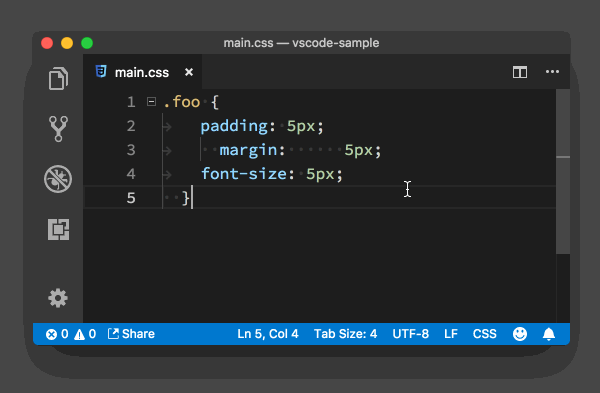 main.css — vscode-sample
main.css ×
1 .foo {
2 padding: 5px;
3 margin: 5px;
4 font-size: 5px;
5 }
0 0 Share Ln 5, Col 4 Tab Size: 4 UTF-8 LF CSS